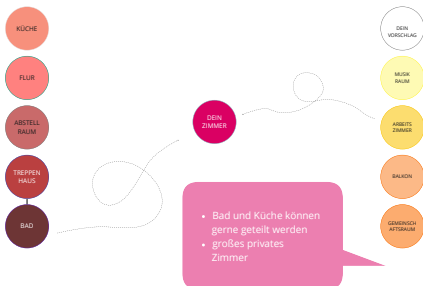 KÜCHE
FLUR
ABSTELL
RAUM
TREPPEN
HAUS
BAD
DEIN
ZIMMER
DEIN
VORSCHLAG
MUSIK
RAUM
ARBEITS
ZIMMER
BALKON
GEMEINSCH
AFTSRAUM
• Bad und Küche können
gerne geteilt werden
• großes privates
Zimmer